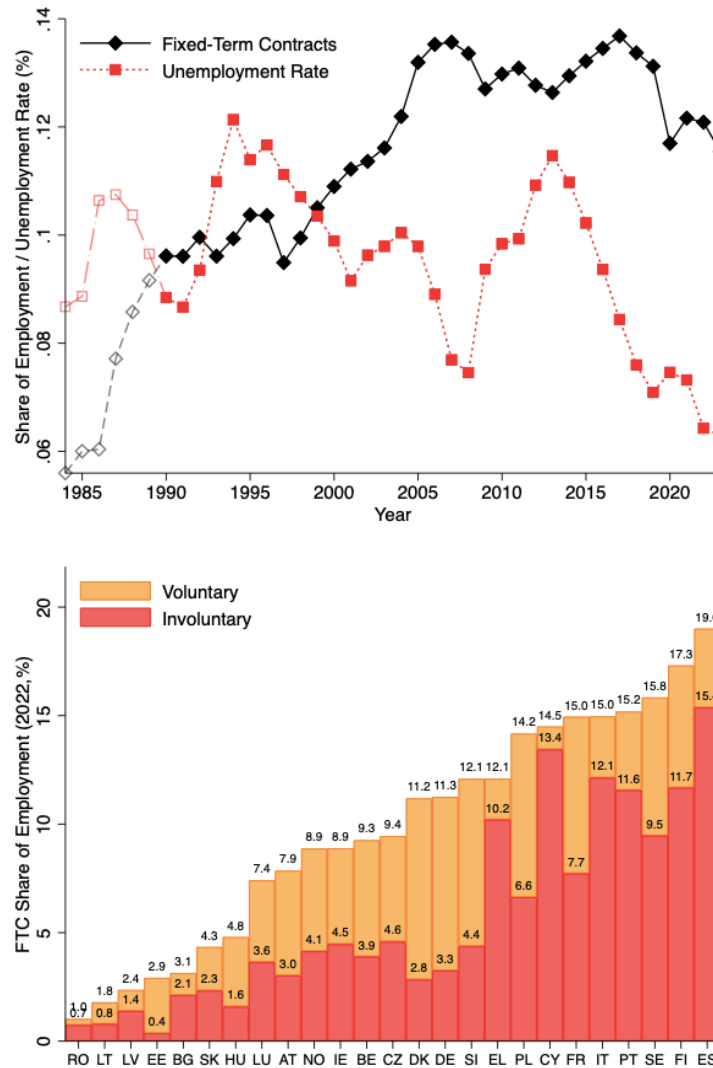 .14
Fixed-Term Contracts
Unemployment Rate
.12
.1
.08
.06
Share of Employment / Unemployment Rate (%)
1985 1990 1995 2000 2005 2010 2015 2020
Year
Voluntary
Involuntary
FTC Share of Employment (2022,%)
20
15
10
5
0
1.0 1.8 2.4 2.9 3.1 4.3 4.8 7.4 7.9 8.9 8.9 9.3 9.4 11.2 11.3 12.1 12.1 14.2 14.5 15.0 15.0 15.2 15.8 17.3
0.7 0.8 1.4 0.4 2.1 2.3 1.6 3.6 3.0 4.1 4.5 3.9 4.6 2.8 3.3 4.4 10.2 6.6 13.4 7.7 12.1 11.6 9.5 11.7
RO LT LV EE BG SK HU LU AT NO IE BE CZ DK DE SI EL PL CY FR IT PT SE FI ES